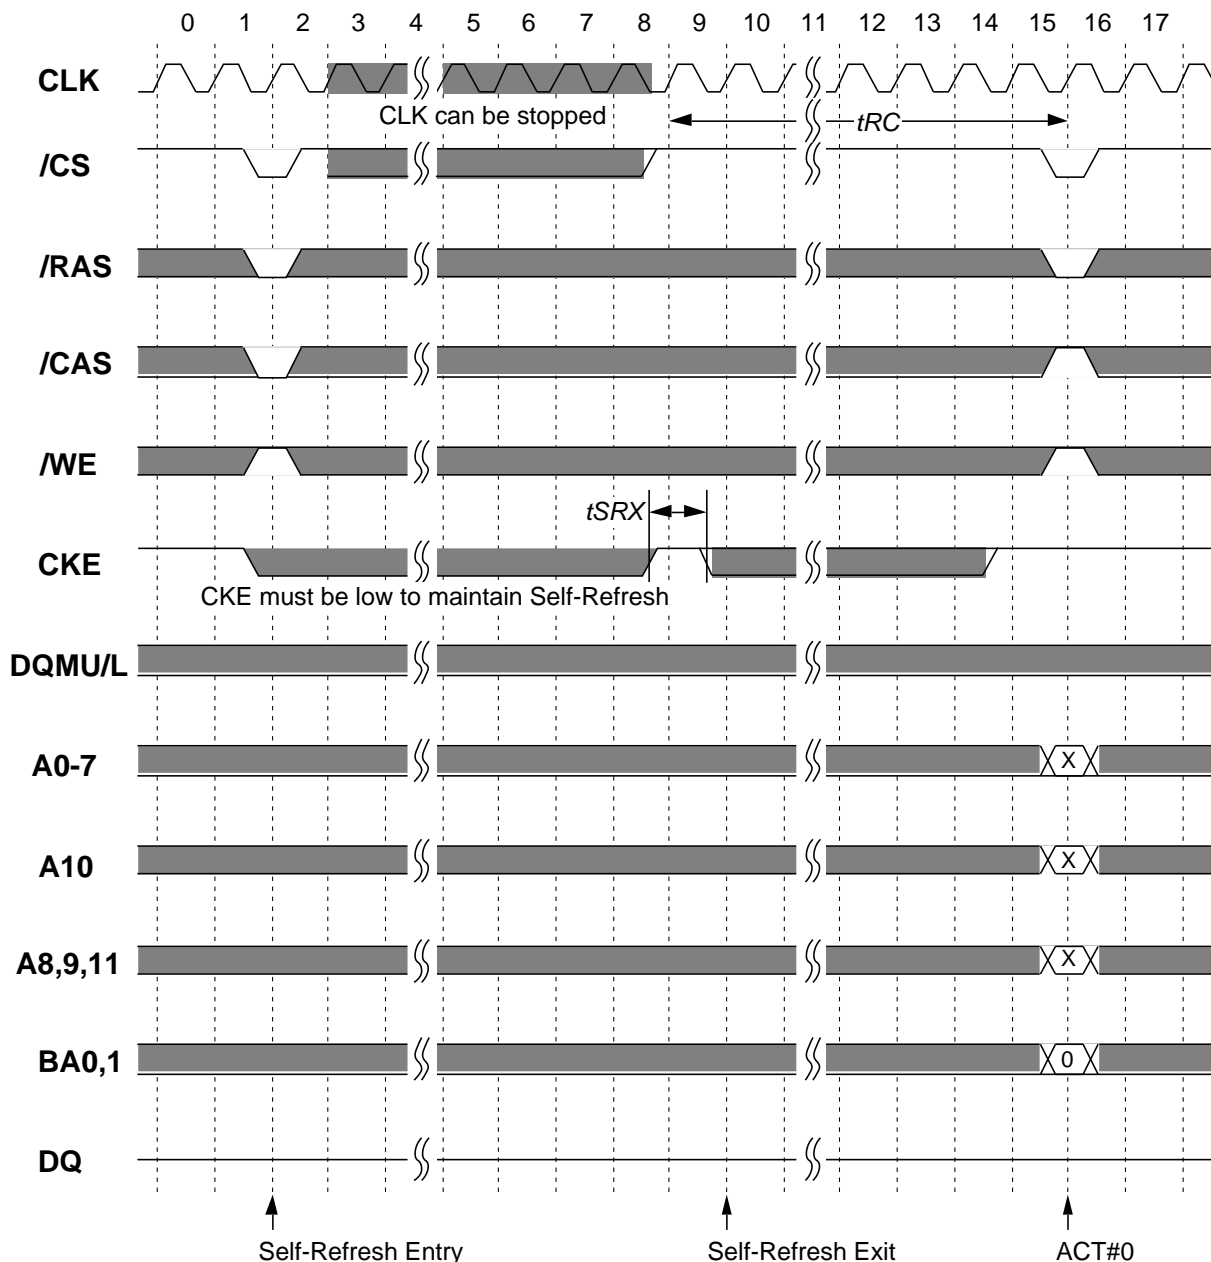 0 1 2 3 4 5 6 7 8 9 10 11 12 13 14 15 16 17
CLK
CLK can be stopped
tRC
/CS
/RAS
/CAS
/WE
tSRX
CKE
CKE must be low to maintain Self-Refresh
DQMU/L
A0-7
X
A10
X
A8,9,11
X
BA0,1
0
DQ
Self-Refresh Entry
Self-Refresh Exit
ACT#0